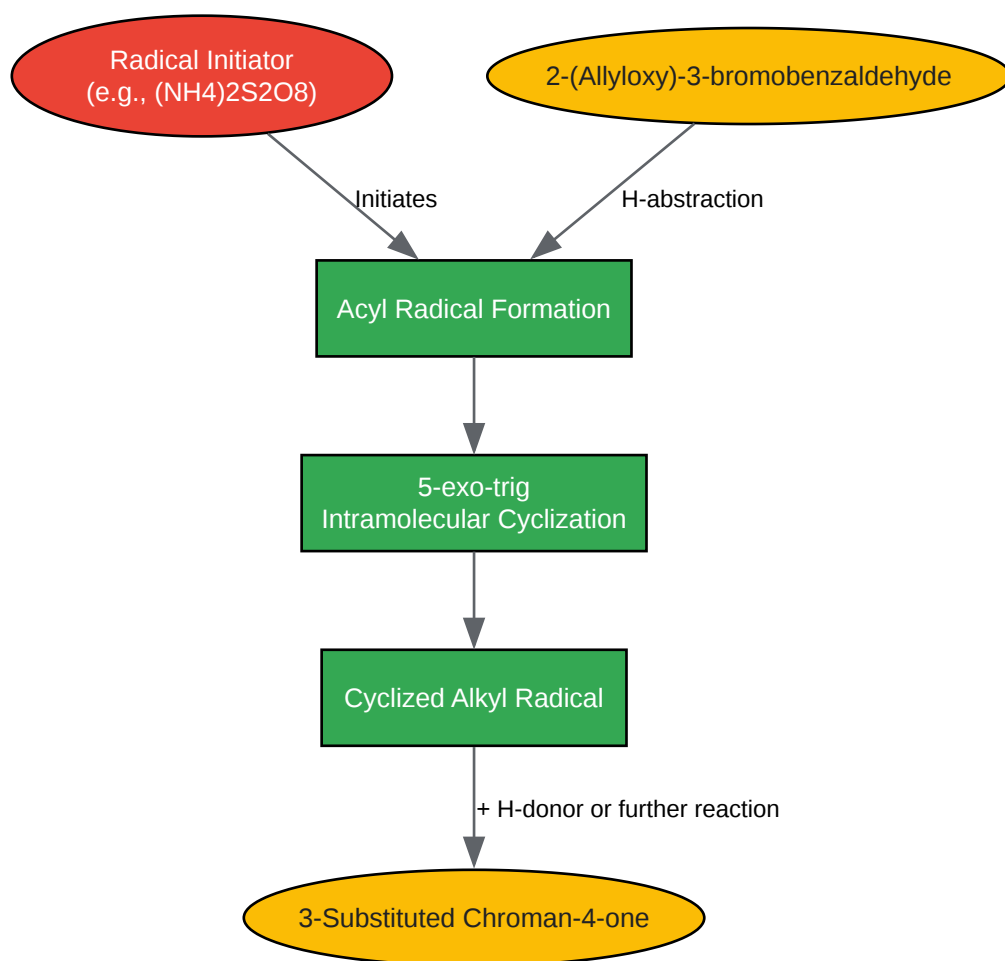 Radical Initiator
(e.g., (NH4)2S2O8)
2-(Allyloxy)-3-bromobenzaldehyde
Initiates
H-abstraction
Acyl Radical Formation
5-exo-trig
Intramolecular Cyclization
Cyclized Alkyl Radical
+ H-donor or further reaction
3-Substituted Chroman-4-one